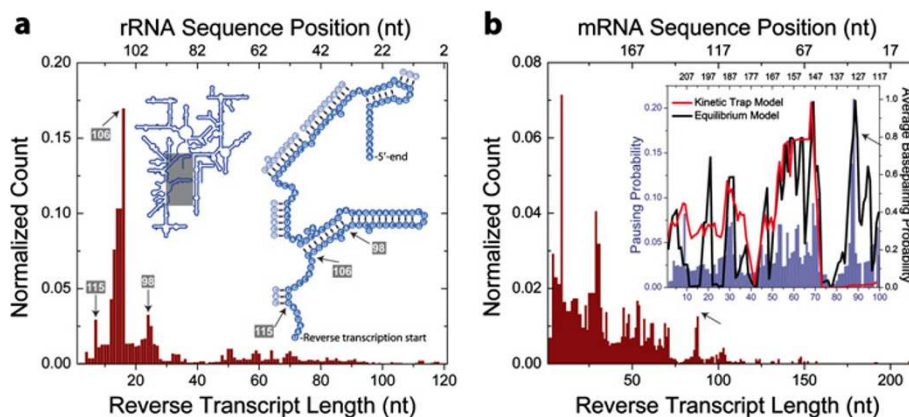 a
rRNA Sequence Position (nt)
102 82 62 42 22 2
0.20
0.15
0.10
0.05
0.00
Normalized Count
106
115
98
-5'-end
98
106
115
-Reverse transcription start
0 20 40 60 80 100 120
Reverse Transcript Length (nt)
b
mRNA Sequence Position (nt)
167 117 67 17
0.08
0.06
0.04
0.02
0.00
Normalized Count
207 197 187 177 167 157 147 137 127 117
Kinetic Trap Model
Equilibrium Model
0.20
0.15
0.10
0.05
0.00
Pausing Probability
1.0
0.8
0.6
0.4
0.2
0.0
Average Basepairing Probability
10 20 30 40 50 60 70 80 90 100
50 100 150 200
Reverse Transcript Length (nt)